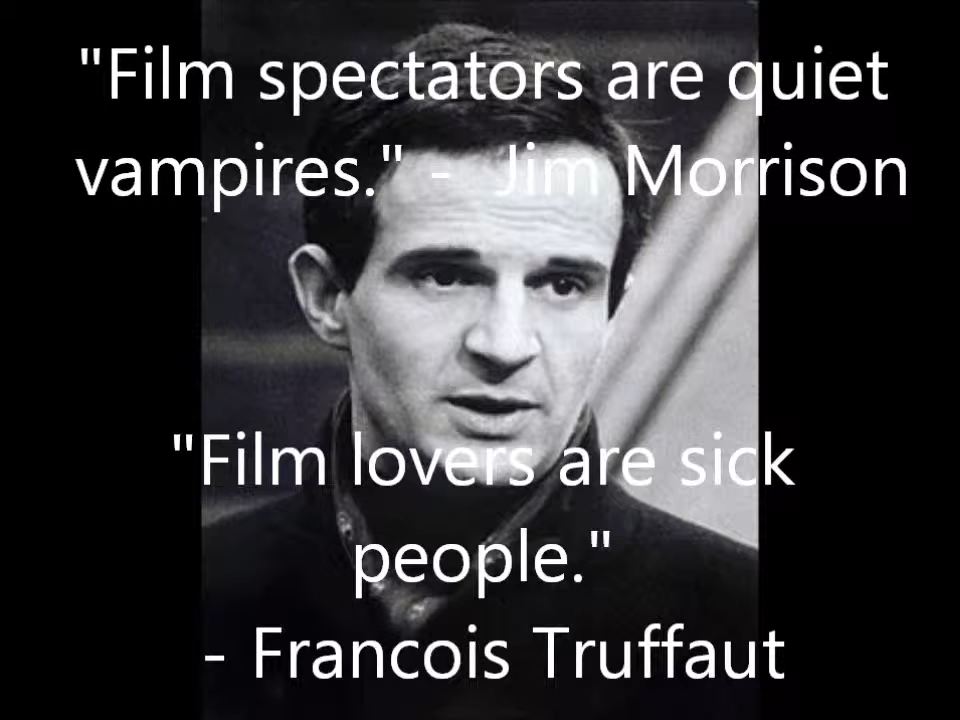 "Film spectators are quiet
vampires." - Jim Morrison
"Film lovers are sick
people."
- Francois Truffaut